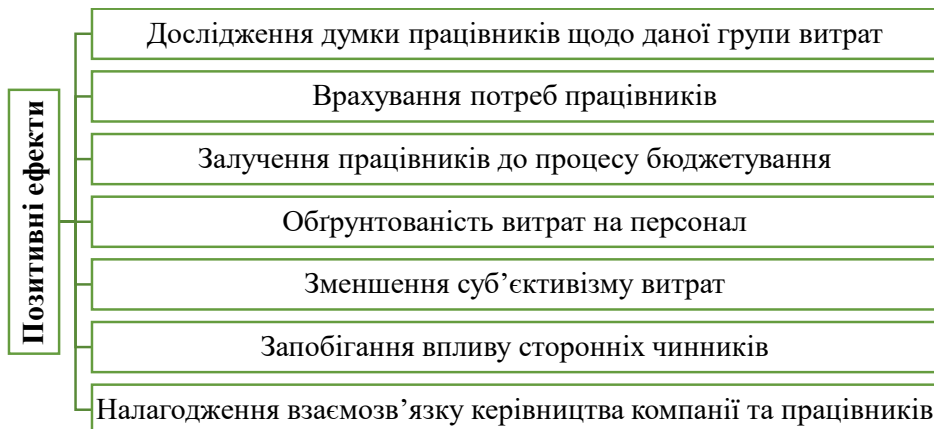 Позитивні ефекти
Дослідження думки працівників щодо даної групи витрат
Врахування потреб працівників
Залучення працівників до процесу бюджетування
Обґрунтованість витрат на персонал
Зменшення суб’єктивізму витрат
Запобігання впливу сторонніх чинників
Налагодження взаємозв’язку керівництва компанії та працівників